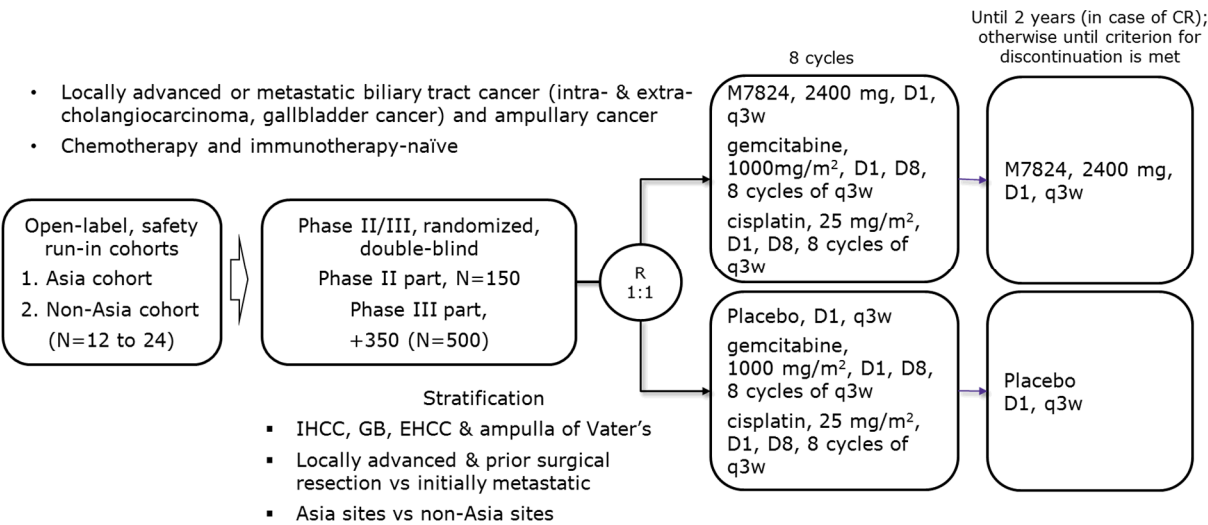 • Locally advanced or metastatic biliary tract cancer (intra- & extra-
cholangiocarcinoma, gallbladder cancer) and ampullary cancer
• Chemotherapy and immunotherapy-naïve
Open-label, safety
run-in cohorts
1. Asia cohort
2. Non-Asia cohort
(N=12 to 24)
Phase II/III, randomized,
double-blind
Phase II part, N=150
Phase III part,
+350 (N=500)
Stratification
▪ IHCC, GB, EHCC & ampulla of Vater’s
▪ Locally advanced & prior surgical
resection vs initially metastatic
▪ Asia sites vs non-Asia sites
R
1:1
8 cycles
M7824, 2400 mg, D1,
q3w
gemcitabine,
1000mg/m², D1, D8,
8 cycles of q3w
cisplatin, 25 mg/m²,
D1, D8, 8 cycles of
q3w
Placebo, D1, q3w
gemcitabine,
1000 mg/m², D1, D8,
8 cycles of q3w
cisplatin, 25 mg/m²,
D1, D8, 8 cycles of
q3w
Until 2 years (in case of CR);
otherwise until criterion for
discontinuation is met
M7824, 2400 mg,
D1, q3w
Placebo
D1, q3w